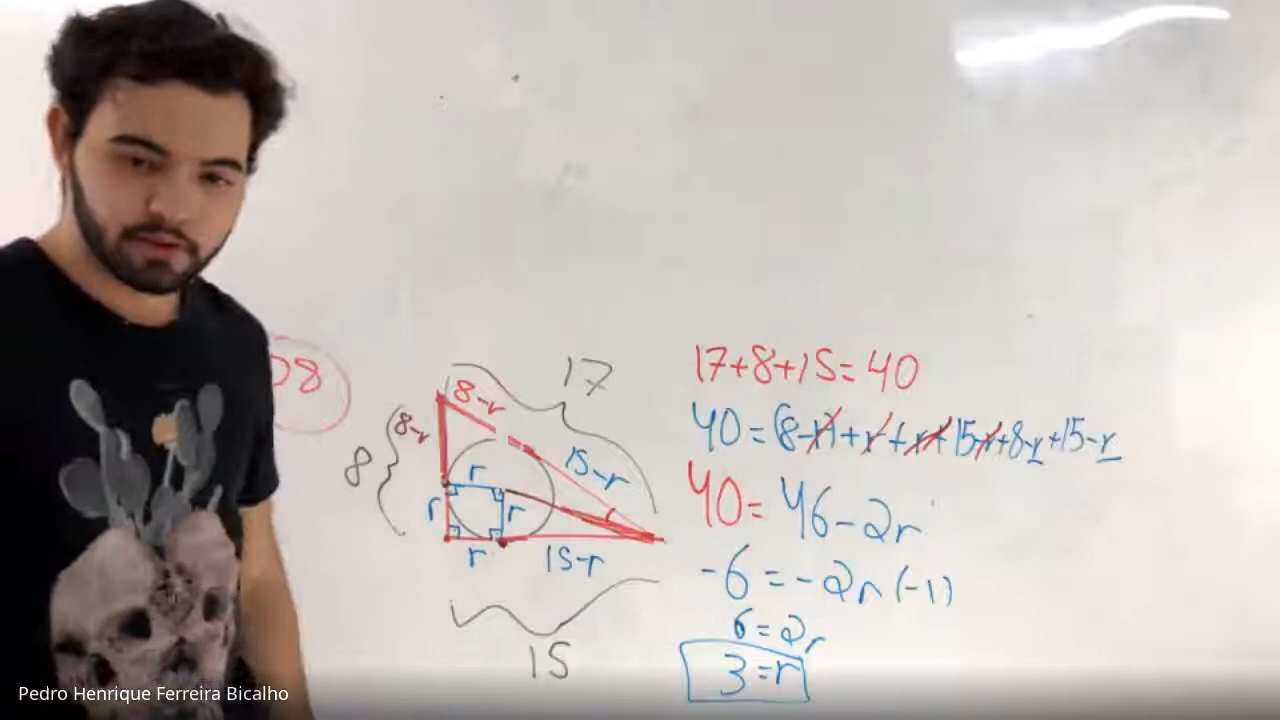 08
17
8-r
8-r
8
15-r
r
r
r
r
15-r
15
17+8+15=40
40=(8-r)+r+r+15-r+8-r+15-r
40=46-2r
-6=-2r(-1)
6=2r
3=r
Pedro Henrique Ferreira Bicalho